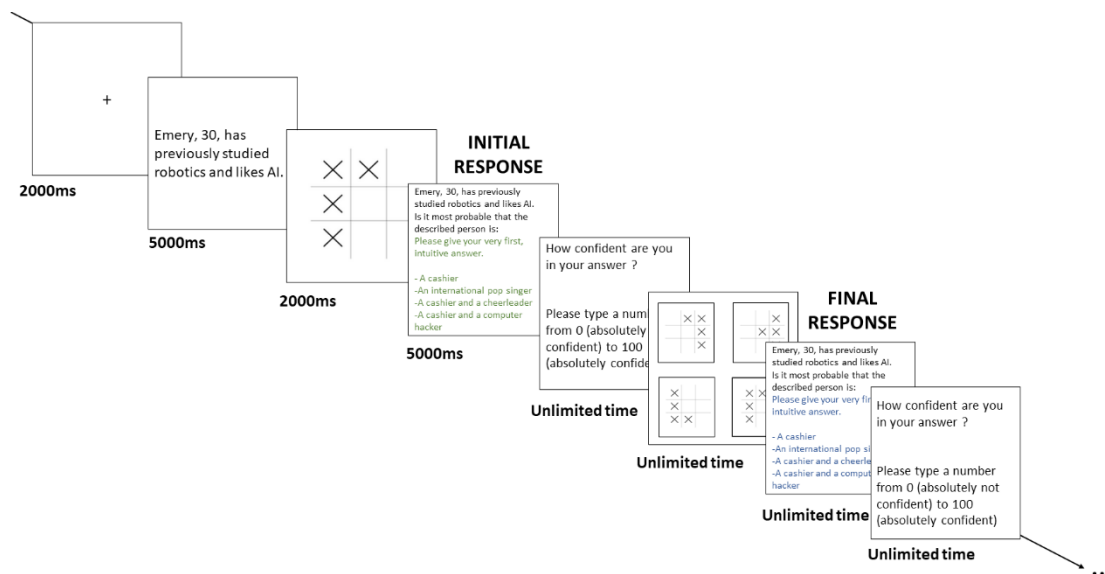 +
2000ms
Emery, 30, has
previously studied
robotics and likes AI.
5000ms
2000ms
INITIAL
RESPONSE
Emery, 30, has previously
studied robotics and likes AI.
Is it most probable that the
described person is:
Please give your very first,
intuitive answer.
- A cashier
-An international pop singer
-A cashier and a cheerleader
-A cashier and a computer
hacker
5000ms
How confident are you
in your answer ?
Please type a num
from 0 (absolutely
confident) to 100
(absolutely confide
Unlimited time
Unlimited time
FINAL
RESPONSE
Emery, 30, has previously
studied robotics and likes AI.
Is it most probable that the
described person is:
Please give your very fi
intuitive answer.
- A cashier
-An international pop si
-A cashier and a cheerle
-A cashier and a comput
hacker
Unlimited time
How confident are you
in your answer ?
Please type a number
from 0 (absolutely not
confident) to 100
(absolutely confident)
Unlimited time